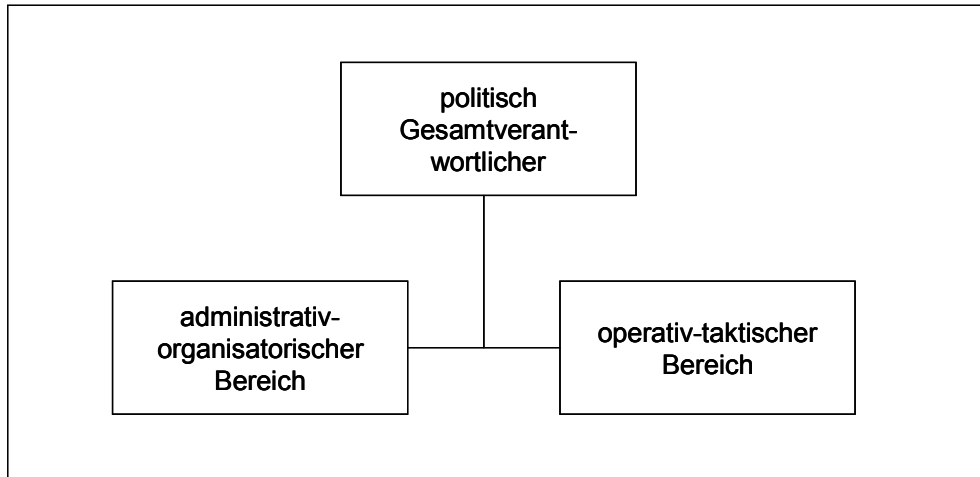 politisch
Gesamtverant-
wortlicher
administrativ-
organisatorischer
Bereich
operativ-taktischer
Bereich